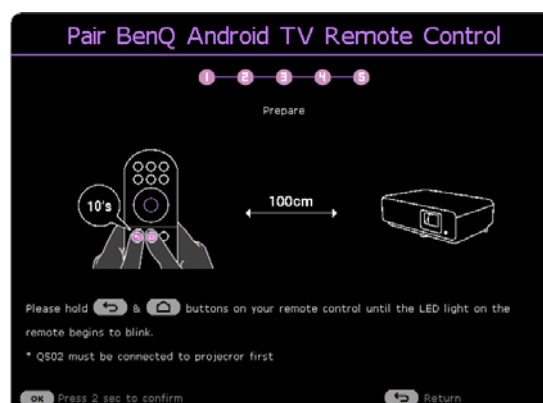 Pair BenQ Android TV Remote Control
1 2 3 4 5
Prepare
10's
100cm
Please hold & buttons on your remote control until the LED light on the
remote begins to blink.
* QS02 must be connected to projecror first
OK Press 2 sec to confirm Return